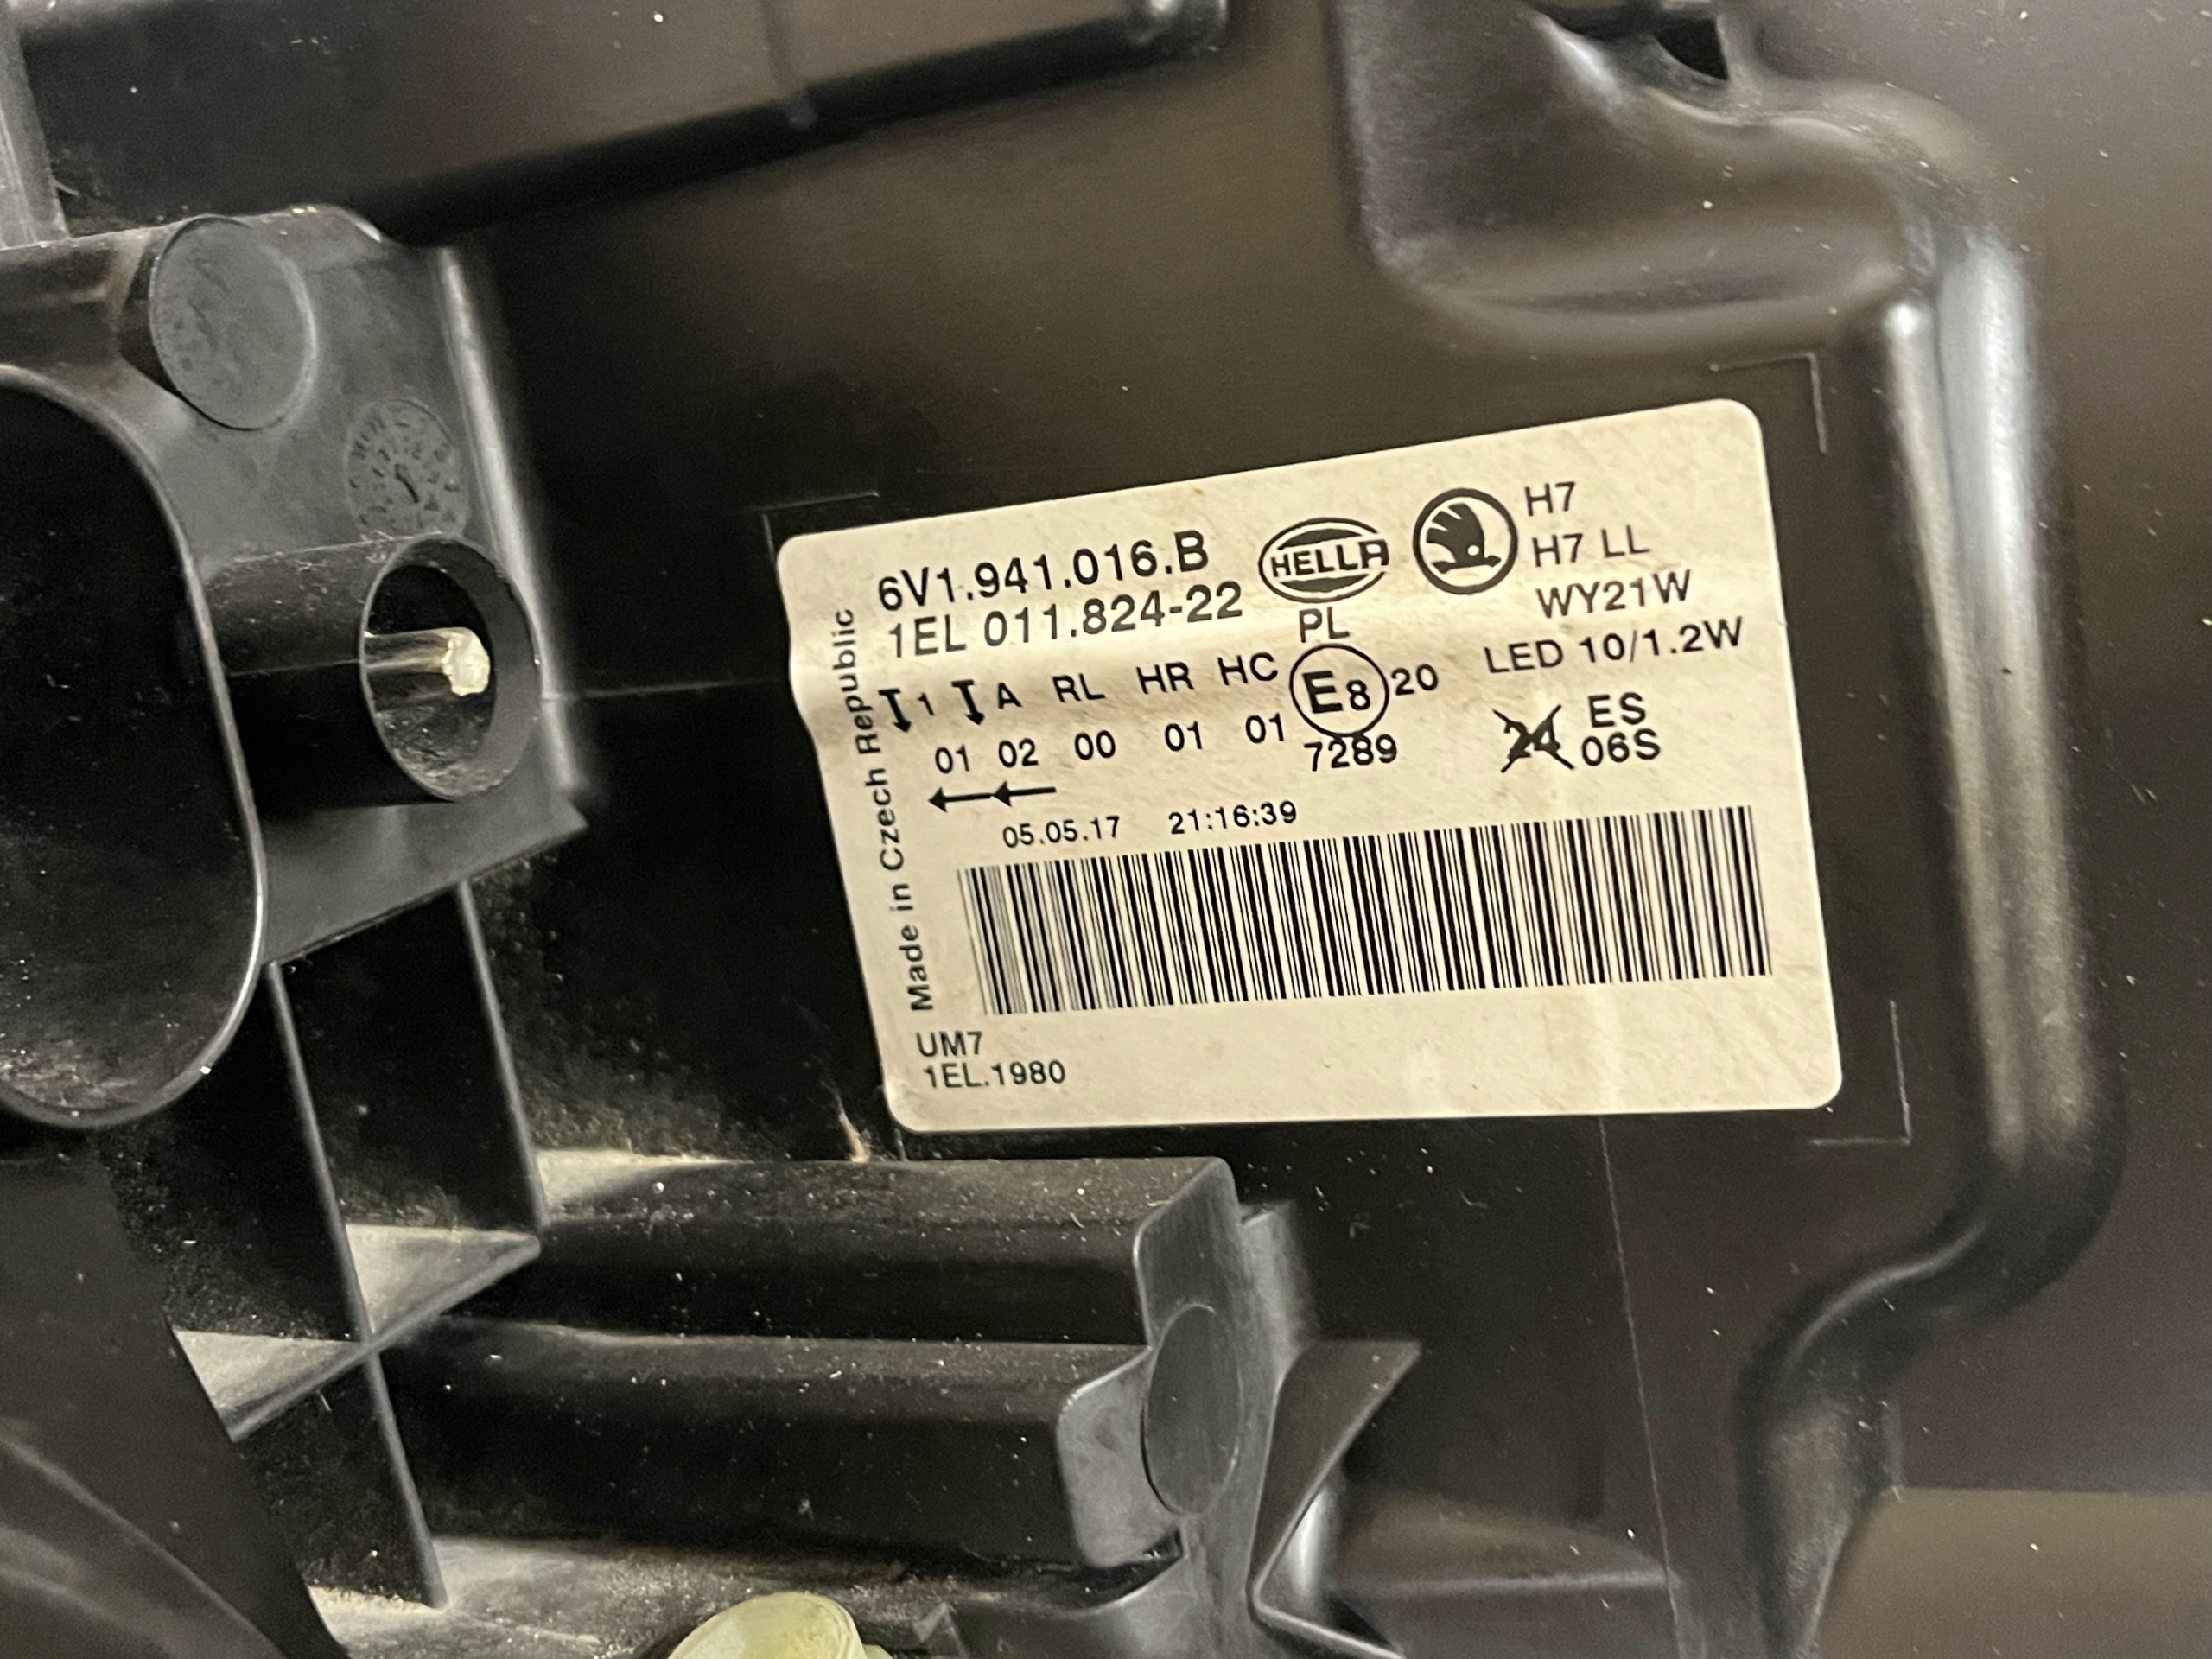 6V1.941.016.B
1EL 011.824-22
HELLA
PL
H7
H7 LL
WY21W
LED 10/1.2W
1 A RL HR HC E8 20
01 02 00 01 01 7289
24 ES
06S
05.05.17 21:16:39
Made in Czech Republic
UM7
1EL.1980